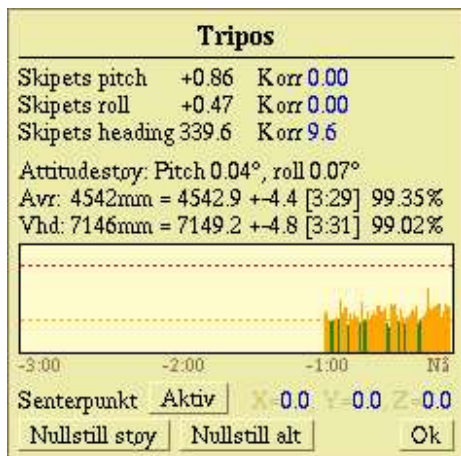 Tripos
Skipets pitch +0.86 Korr 0.00
Skipets roll +0.47 Korr 0.00
Skipets heading 339.6 Korr 9.6
Attitudestøy: Pitch 0.04°, roll 0.07°
Avr: 4542mm = 4542.9 +-4.4 [3:29] 99.35%
Vhd: 7146mm = 7149.2 +-4.8 [3:31] 99.02%
-3:00 -2:00 -1:00 Nå
Senterpunkt Aktiv X=0.0 Y=0.0 Z=0.0
Nullstill støy Nullstill alt Ok